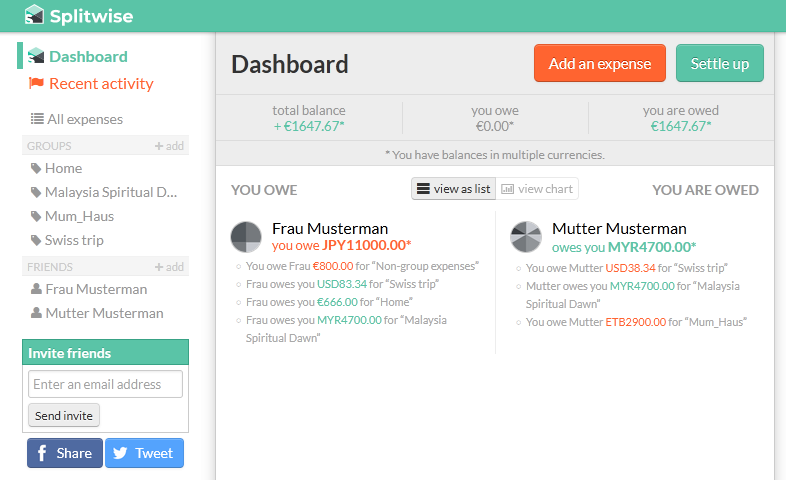 Splitwise
Dashboard
Recent activity
All expenses
GROUPS + add
Home
Malaysia Spiritual D...
Mum_Haus
Swiss trip
FRIENDS + add
Frau Musterman
Mutter Musterman
Invite friends
Enter an email address
Send invite
Share Tweet
Dashboard
Add an expense Settle up
total balance
+ €1647.67*
you owe
€0.00*
you are owed
€1647.67*
* You have balances in multiple currencies.
YOU OWE view as list view chart YOU ARE OWED
Frau Musterman
you owe JPY11000.00*
You owe Frau €800.00 for “Non-group expenses”
Frau owes you USD83.34 for “Swiss trip”
Frau owes you €666.00 for “Home”
Frau owes you MYR4700.00 for “Malaysia
Spiritual Dawn”
Mutter Musterman
owes you MYR4700.00*
You owe Mutter USD38.34 for “Swiss trip”
Mutter owes you MYR4700.00 for “Malaysia
Spiritual Dawn”
You owe Mutter ETB2900.00 for “Mum_Haus”